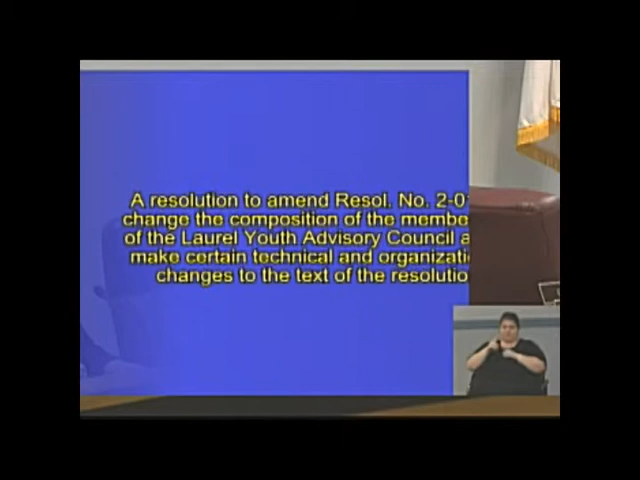 A resolution to amend Resol. No. 2-0
change the composition of the membe
of the Laurel Youth Advisory Council a
make certain technical and organizati
changes to the text of the resolutio